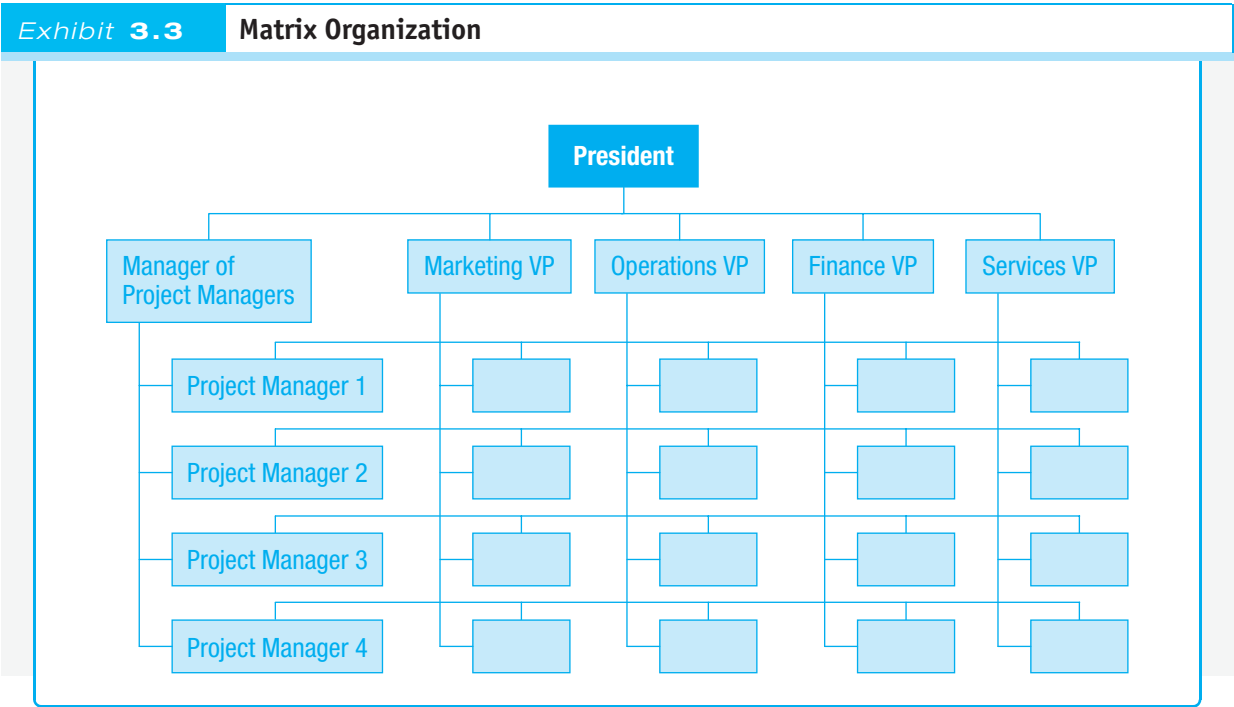 Exhibit 3.3 Matrix Organization
President
Manager of
Project Managers
Marketing VP
Operations VP
Finance VP
Services VP
Project Manager 1
Project Manager 2
Project Manager 3
Project Manager 4